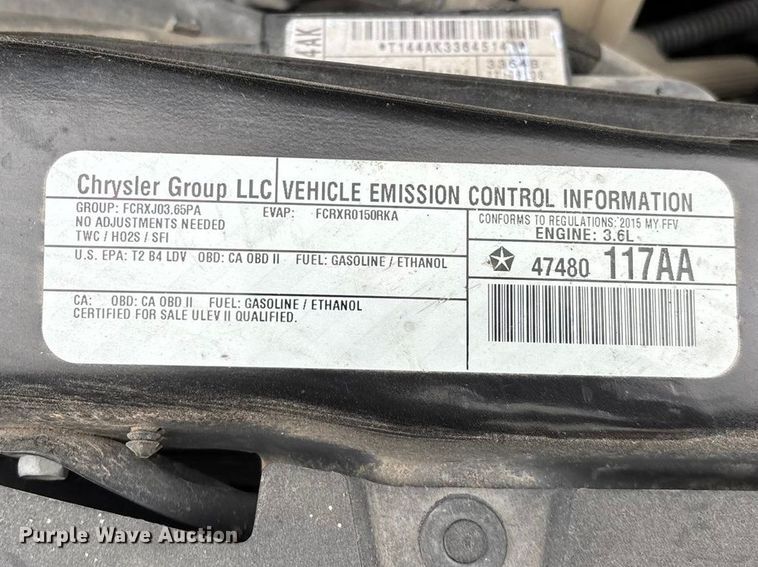 4AK
*T144AK33645141*
3364B
Chrysler Group LLC VEHICLE EMISSION CONTROL INFORMATION
GROUP: FCRXJ03.65PA EVAP: FCRXR0150RKA
NO ADJUSTMENTS NEEDED
TWC / HO2S / SFI
CONFORMS TO REGULATIONS: 2015 MY FFV
ENGINE: 3.6L
U.S. EPA: T2 B4 LDV OBD: CA OBD II FUEL: GASOLINE / ETHANOL
47480 117AA
CA: OBD: CA OBD II FUEL: GASOLINE / ETHANOL
CERTIFIED FOR SALE ULEV II QUALIFIED.
Purple Wave Auction